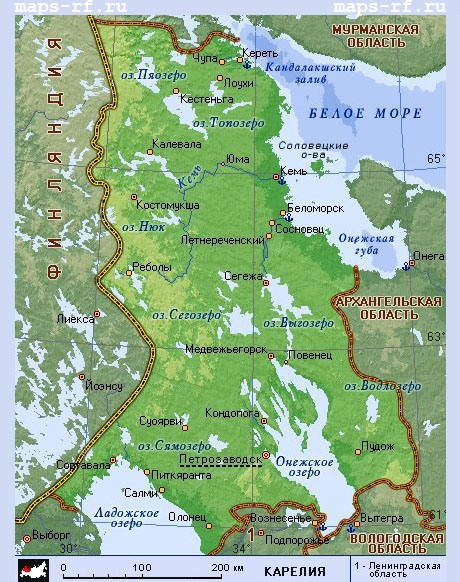 maps-rf.ru
maps-rf.ru
МУРМАНСКАЯ
ОБЛАСТЬ
Кереть
Чупа
Кандалакшский
залив
оз.Пяозеро
Лоухи
Кестеньга
БЕЛОЕ МОРЕ
оз.Топозеро
ФИНЛЯНДИЯ
Калевала
Юма
Соловецкие
о-ва
65°
Кемь
Кемь
Костомукша
Беломорск
оз.Нюк
Сосновец
Летнереченский
Онежская
губа
Онега
Реболы
Сегежа
АРХАНГЕЛЬСКАЯ
ОБЛАСТЬ
Лиекса
оз.Сегозеро
оз.Выгозеро
63°
Медвежьегорск
Повенец
Йоэнсу
оз.Водлозеро
Суоярви
Кондопога
оз.Сямозеро
Пудож
Сортавала
Петрозаводск
Онежское
озеро
Питкяранта
Салми
Ладожское
озеро
Олонец
Вознесенье
Вытегра
61°
Выборг
1
Подпорожье
ВОЛОГОДСКАЯ
ОБЛАСТЬ
30°
34°
0
100
200 км
КАРЕЛИЯ
1 - Ленинградская
область